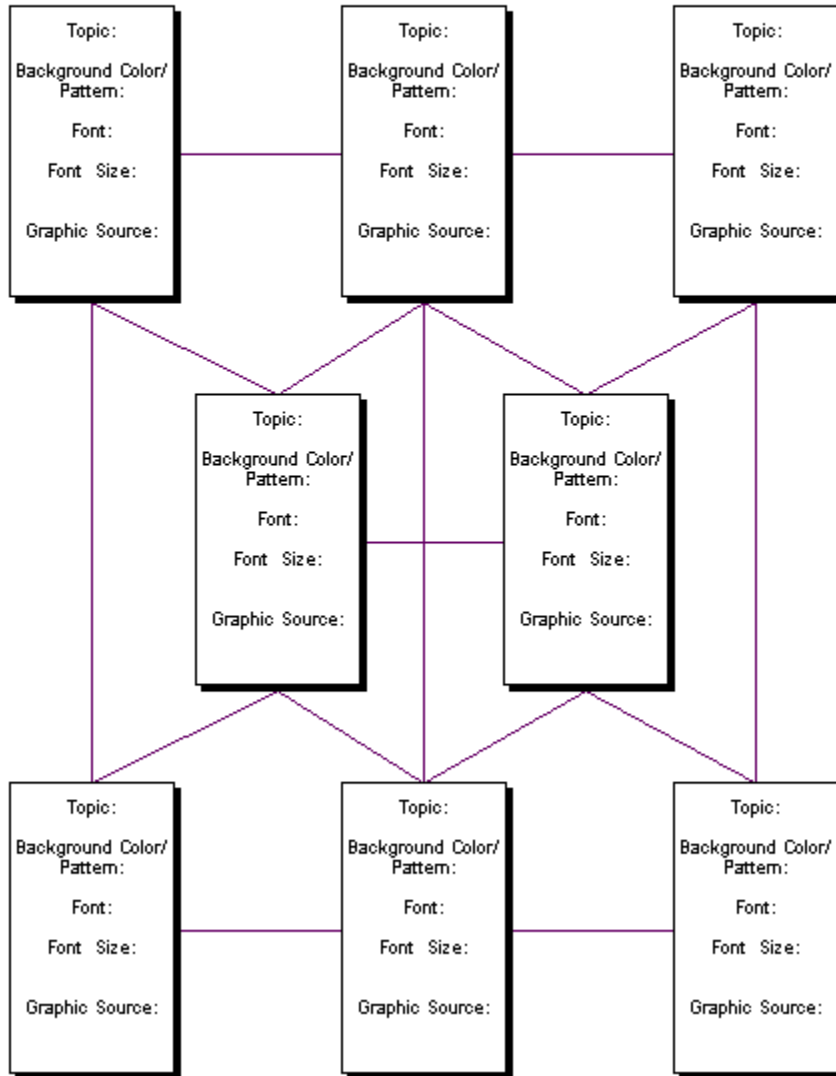 Topic:
Background Color/
Pattern:
Font:
Font Size:
Graphic Source:
Topic:
Background Color/
Pattern:
Font:
Font Size:
Graphic Source:
Topic:
Background Color/
Pattern:
Font:
Font Size:
Graphic Source:
Topic:
Background Color/
Pattern:
Font:
Font Size:
Graphic Source:
Topic:
Background Color/
Pattern:
Font:
Font Size:
Graphic Source:
Topic:
Background Color/
Pattern:
Font:
Font Size:
Graphic Source:
Topic:
Background Color/
Pattern:
Font:
Font Size:
Graphic Source:
Topic:
Background Color/
Pattern:
Font:
Font Size:
Graphic Source: